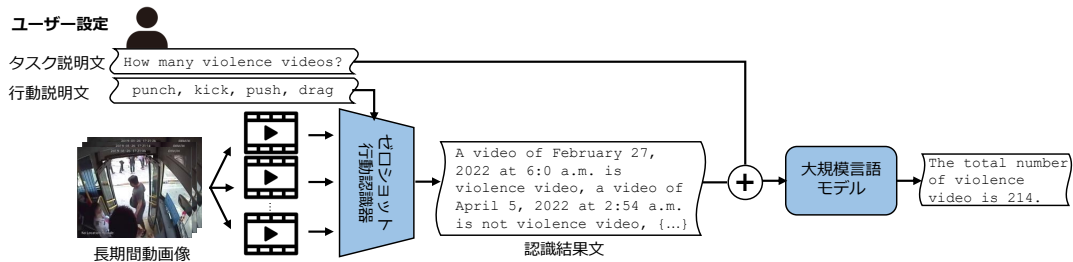 ユーザー設定
タスク説明文
How many violence videos?
行動説明文
punch, kick, push, drag
ゼロショット
行動認識器
A video of February 27,
2022 at 6:0 a.m. is
violence video, a video of
April 5, 2022 at 2:54 a.m.
is not violence video, {…}
+
大規模言語
モデル
The total number
of violence
video is 214.
長期間動画像
認識結果文